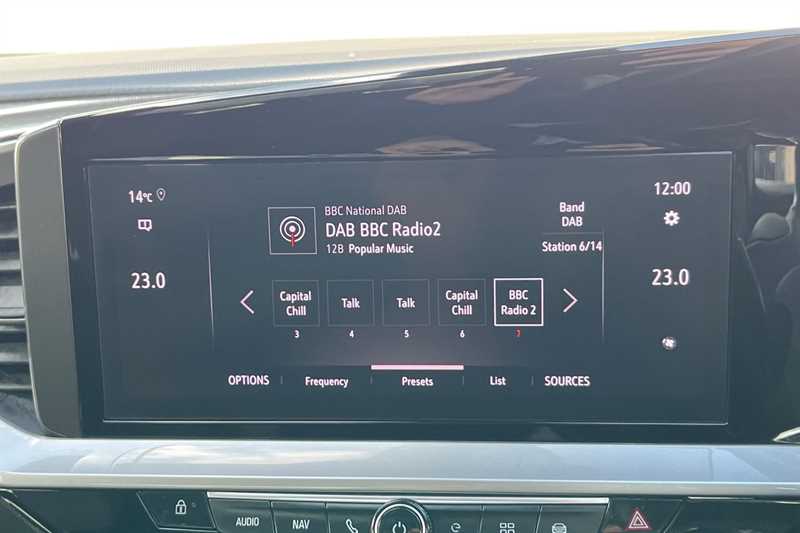 14°C
12:00
BBC National DAB
DAB BBC Radio2
12B Popular Music
Band
DAB
Station 6/14
23.0
23.0
Capital
Chill
Talk
Talk
Capital
Chill
BBC
Radio 2
3
4
5
6
7
OPTIONS
Frequency
Presets
List
SOURCES
AUDIO
NAV